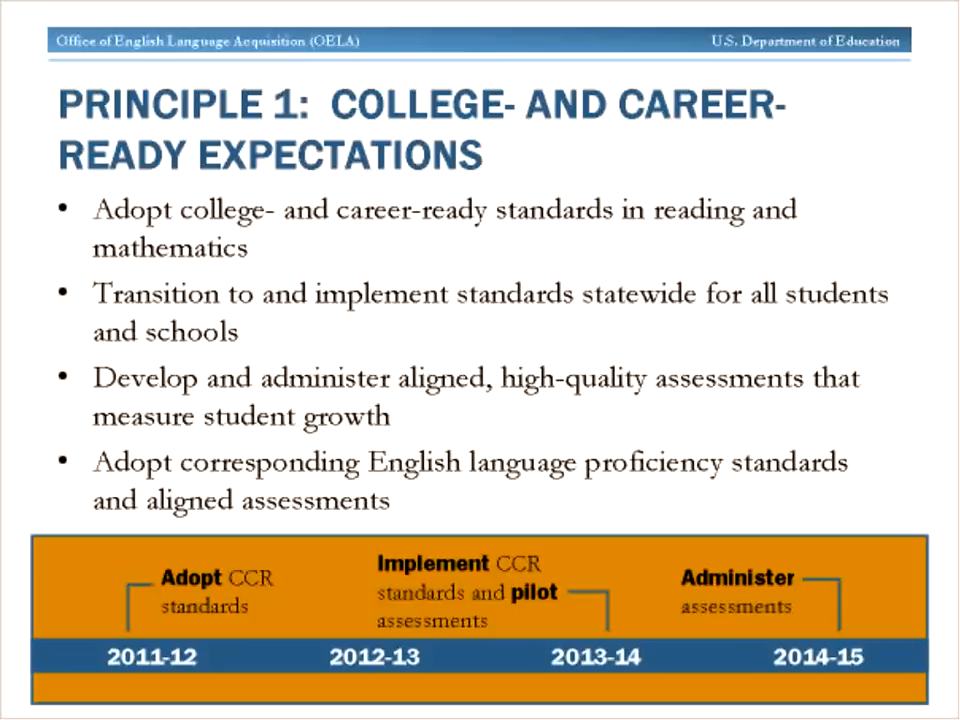 Office of English Language Acquisition (OELA) U.S. Department of Education
PRINCIPLE 1: COLLEGE- AND CAREER-
READY EXPECTATIONS
• Adopt college- and career-ready standards in reading and
mathematics
• Transition to and implement standards statewide for all students
and schools
• Develop and administer aligned, high-quality assessments that
measure student growth
• Adopt corresponding English language proficiency standards
and aligned assessments
Adopt CCR
standards
Implement CCR
standards and pilot
assessments
Administer
assessments
2011-12 2012-13 2013-14 2014-15